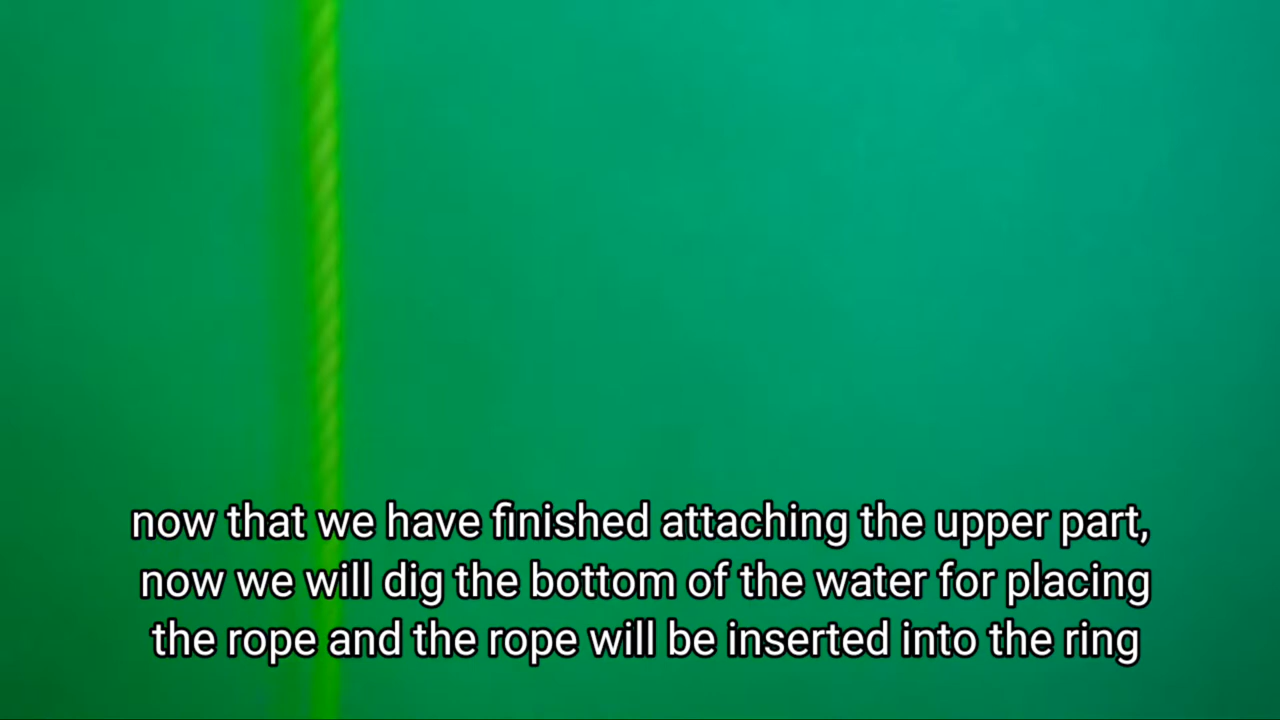 now that we have finished attaching the upper part,
now we will dig the bottom of the water for placing
the rope and the rope will be inserted into the ring